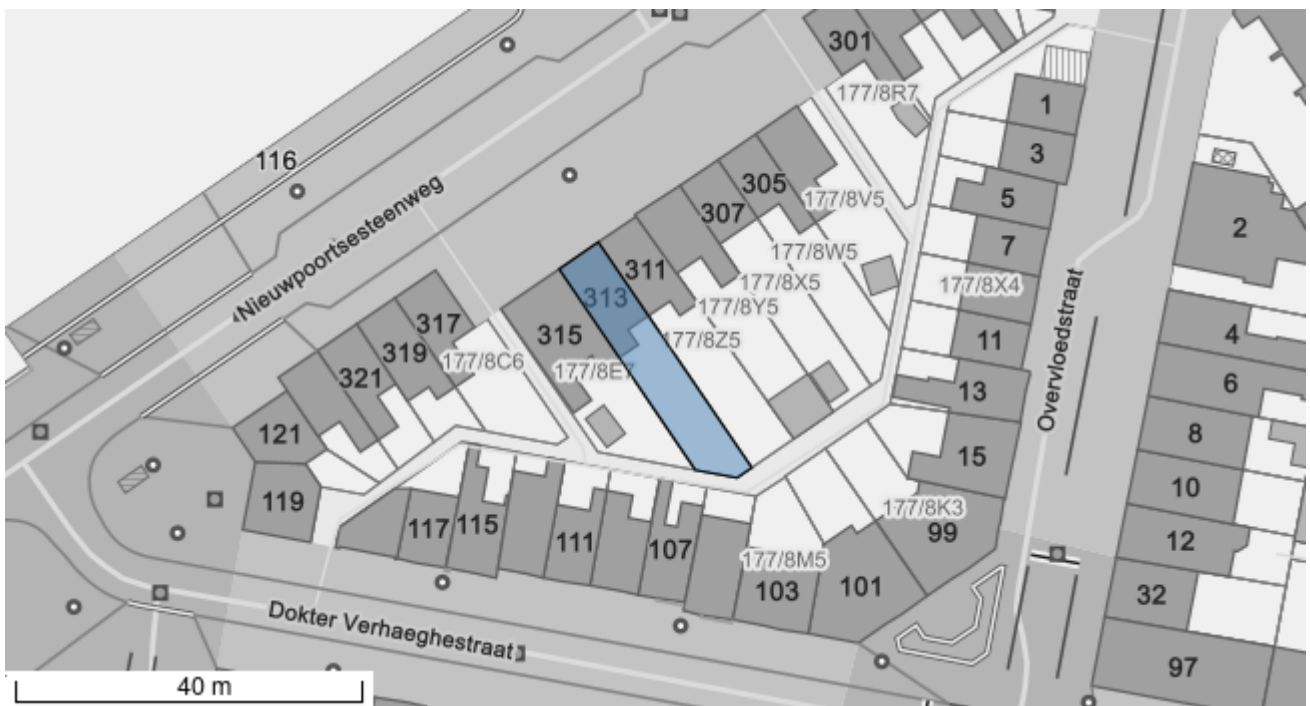 301
177/8R7
1
116
3
305
5
177/8V5
307
2
Nieuwpoortsesteenweg
7
177/8W5
311
177/8X5
177/8X4
313
177/8Y5
317
315
177/8Z5
11
4
319
177/8C6
177/8E7
321
13
6
Overvloedstraat
121
15
8
119
10
117
115
111
107
177/8K3
99
12
177/8M5
103
101
32
Dokter Verhaeghestraat
97
40 m